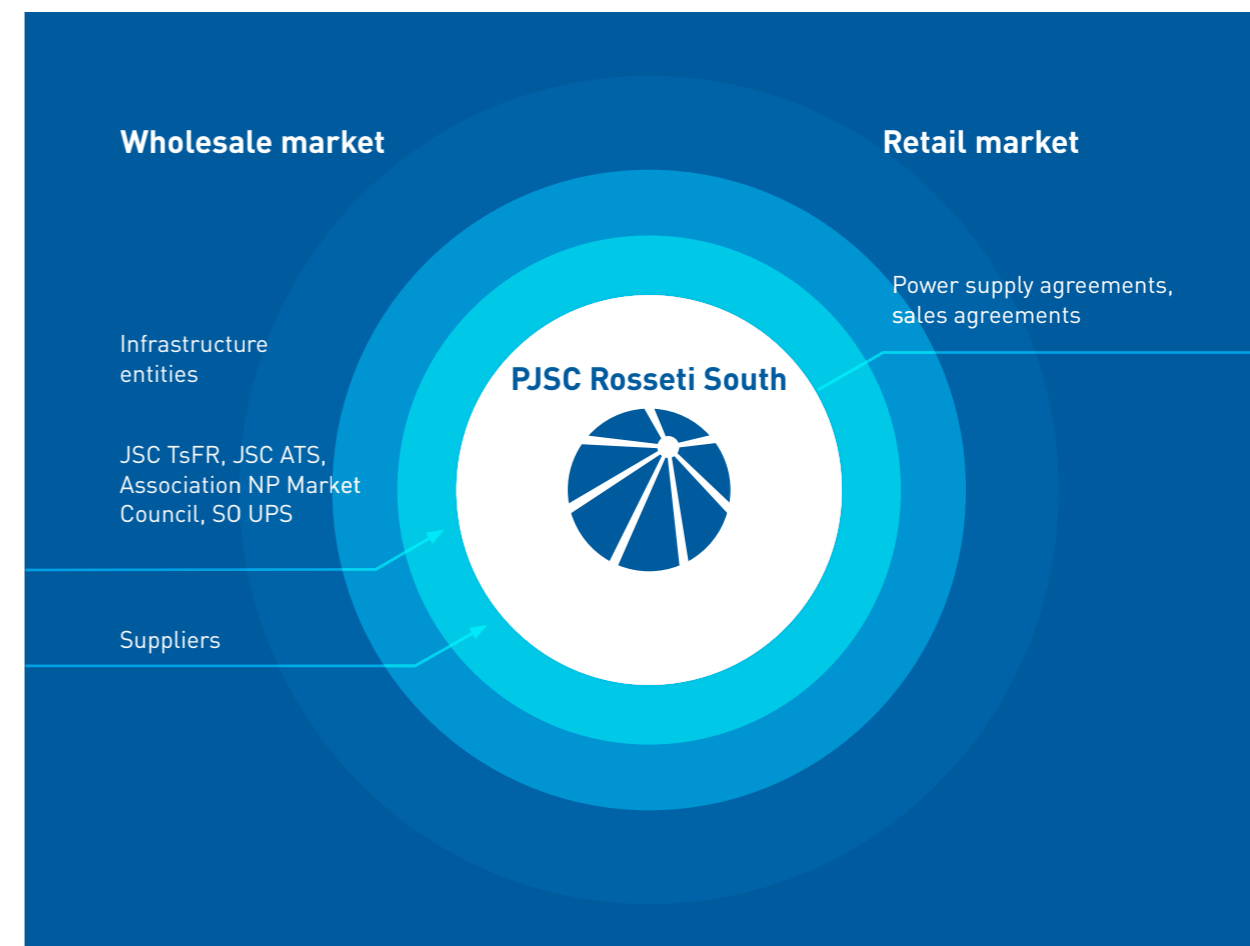 Wholesale market
Infrastructure
entities
JSC TsFR, JSC ATS,
Association NP Market
Council, SO UPS
Suppliers
PJSC Rosseti South
Retail market
Power supply agreements,
sales agreements